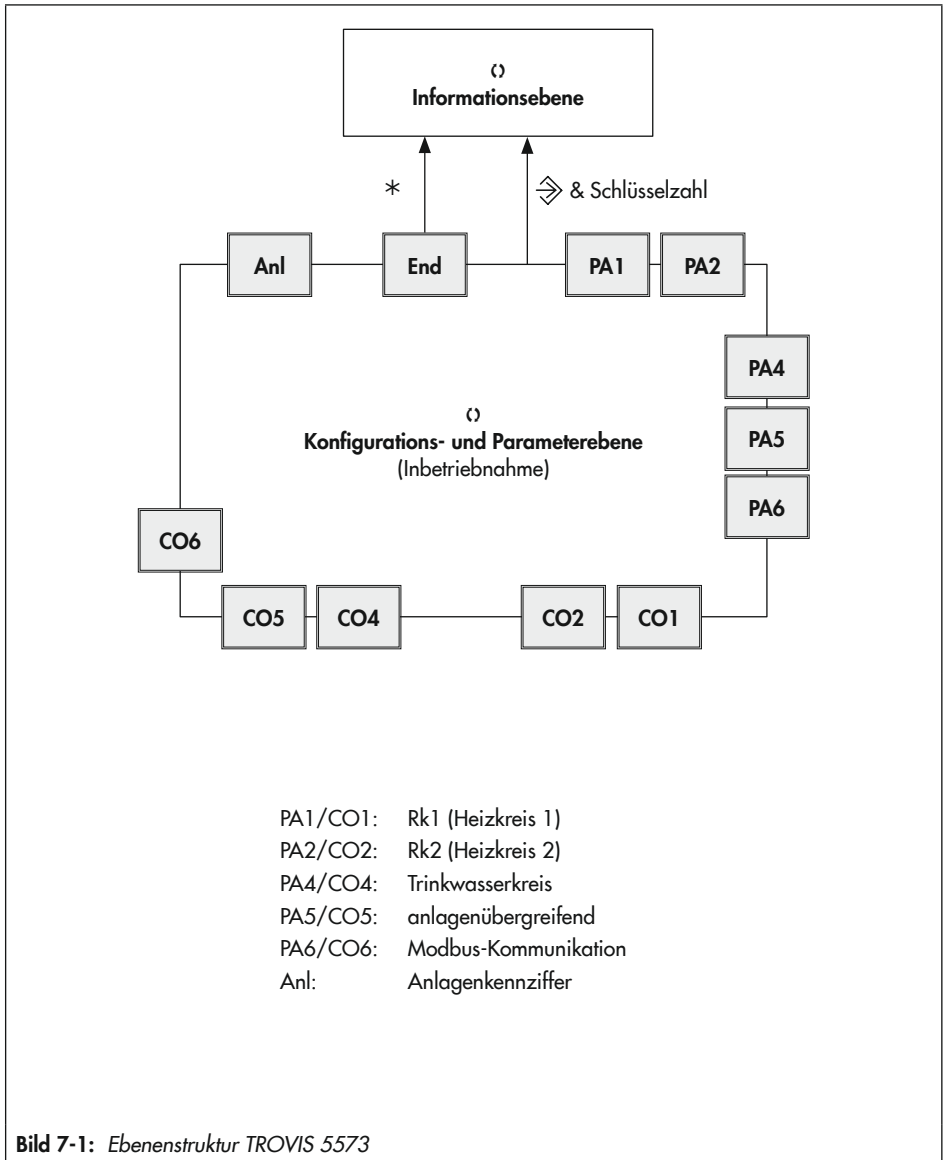 Informationsebene
*
& Schlüsselzahl
Anl
End
PA1
PA2
PA4
PA5
PA6
Konfigurations- und Parameterebene
(Inbetriebnahme)
CO6
CO5
CO4
CO2
CO1
PA1/CO1: Rk1 (Heizkreis 1)
PA2/CO2: Rk2 (Heizkreis 2)
PA4/CO4: Trinkwasserkreis
PA5/CO5: anlagenübergreifend
PA6/CO6: Modbus-Kommunikation
Anl: Anlagenkennziffer
Bild 7-1: Ebenenstruktur TROVIS 5573